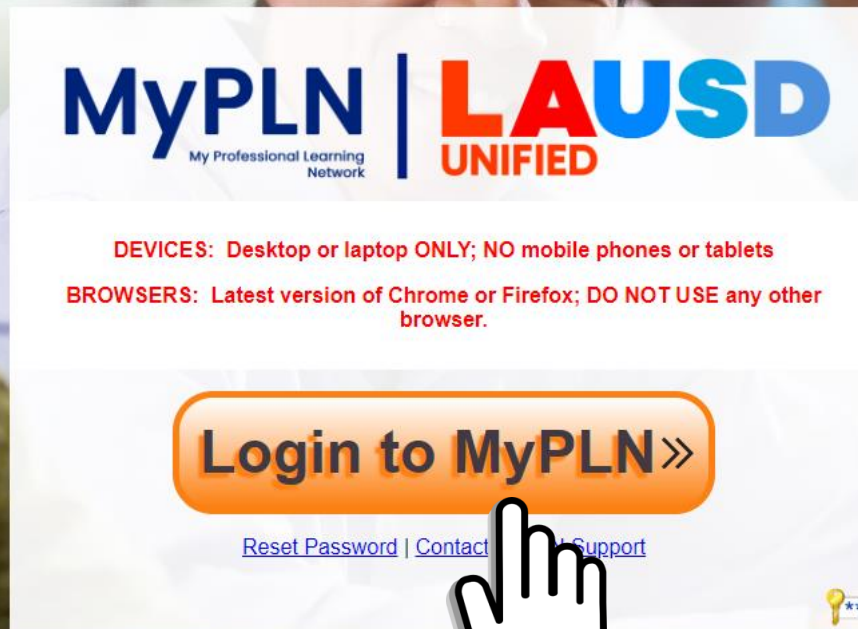 MyPLN
My Professional Learning
Network
LAUSD
UNIFIED
DEVICES: Desktop or laptop ONLY; NO mobile phones or tablets
BROWSERS: Latest version of Chrome or Firefox; DO NOT USE any other
browser.
Login to MyPLN»
Reset Password | Contact Support
**